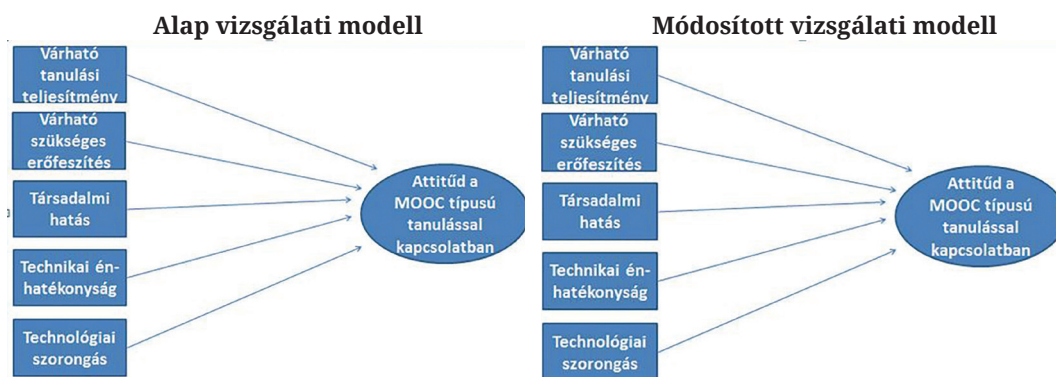 Alap vizsgálati modell
Várható
tanulási
teljesítmény
Várható
szükséges
erőfeszítés
Társadalmi
hatás
Technikai én-
hatékonyság
Technológiai
szorongás
Attitűd a
MOOC típusú
tanulással
kapcsolatban
Módosított vizsgálati modell
Várható
tanulási
teljesítmény
Várható
szükséges
erőfeszítés
Társadalmi
hatás
Technikai én-
hatékonyság
Technológiai
szorongás
Attitűd a
MOOC típusú
tanulással
kapcsolatban